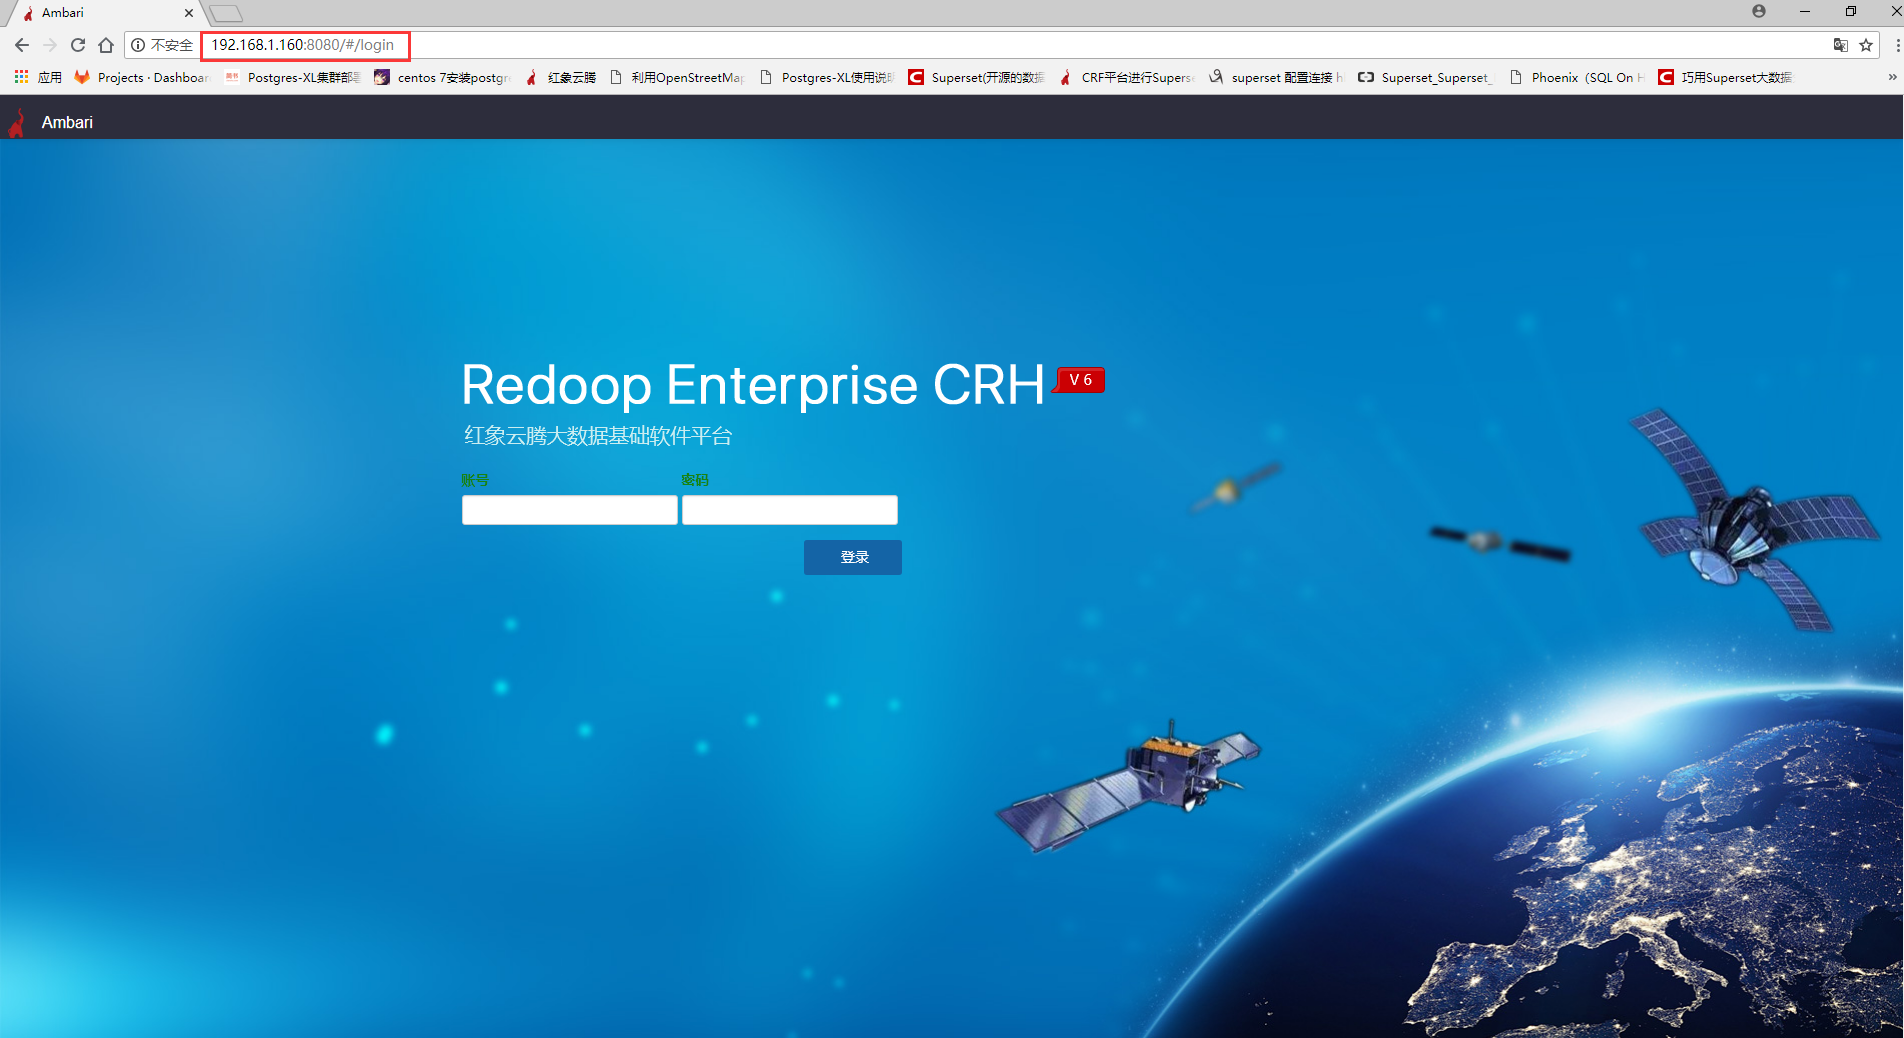 Ambari
不安全 192.168.1.160:8080/#/login
应用 Projects · Dashboar Postgres-XL集群部 centos 7安装postgr 红象云腾 利用OpenStreetMa Postgres-XL使用说 Superset(开源的数据 CRF平台进行Supers superset 配置连接 h Superset_Superset_ Phoenix（SQL On H 巧用Superset大数据 »
Ambari
Redoop Enterprise CRH V 6
红象云腾大数据基础软件平台
账号 密码
登录